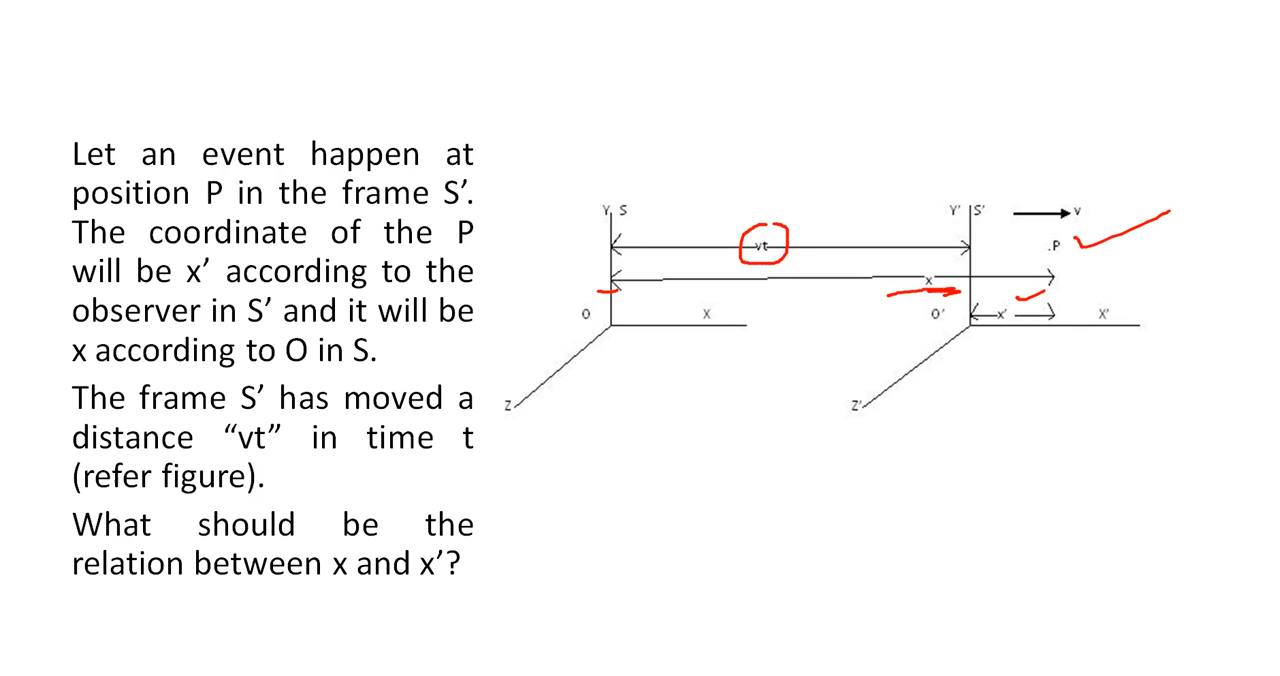 Let an event happen at
position P in the frame S’.
The coordinate of the P
will be x’ according to the
observer in S’ and it will be
x according to O in S.
The frame S’ has moved a
distance “vt” in time t
(refer figure).
What should be the
relation between x and x’?
Y S
Y' S'
v
vt
.P
x
O
X
O'
x'
X'
Z
Z'